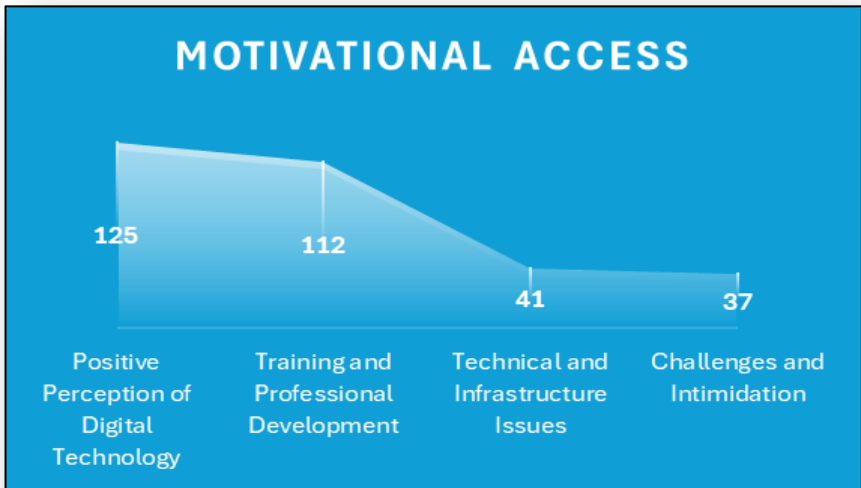 MOTIVATIONAL ACCESS
125
112
41
37
Positive
Perception of
Digital
Technology
Training and
Professional
Development
Technical and
Infrastructure
Issues
Challenges and
Intimidation